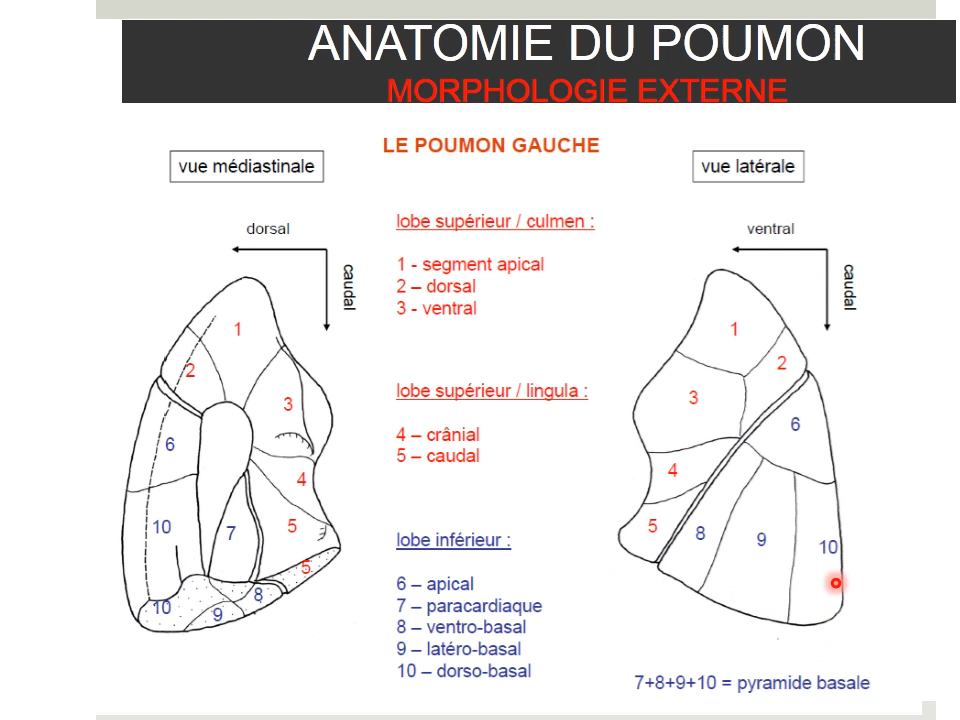 ANATOMIE DU POUMON
MORPHOLOGIE EXTERNE
LE POUMON GAUCHE
vue médiastinale
vue latérale
dorsal
caudal
ventral
caudal
lobe supérieur / culmen :
1 - segment apical
2 – dorsal
3 - ventral
lobe supérieur / lingula :
4 – crânial
5 – caudal
lobe inférieur :
6 – apical
7 – paracardiaque
8 – ventro-basal
9 – latéro-basal
10 – dorso-basal
1
2
3
6
4
10
7
5
5
8
10
9
1
2
3
6
4
5
8
9
10
7+8+9+10 = pyramide basale